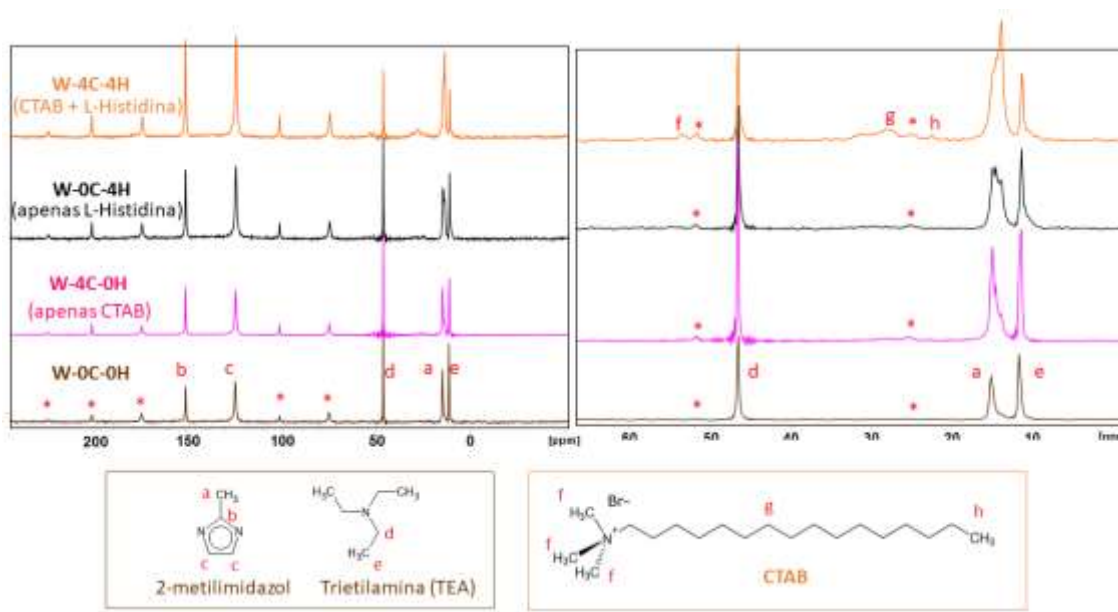 W-4C-4H
(CTAB + L-Histidina)
W-0C-4H
(apenas L-Histidina)
W-4C-0H
(apenas CTAB)
W-0C-0H
* * * * *
b c d a e
200 150 100 50 0 [ppm]
f * g * h
* *
* *
* *
d a e
60 50 40 30 20 10
a CH₃
b
N N
c c
2-metilimidazol
H₃C CH₃
N
d
H₃C
e
Trietilamina (TEA)
f Br-
H₃C
g
h
N+
CH₃
f H₃C
H₃C f
CTAB